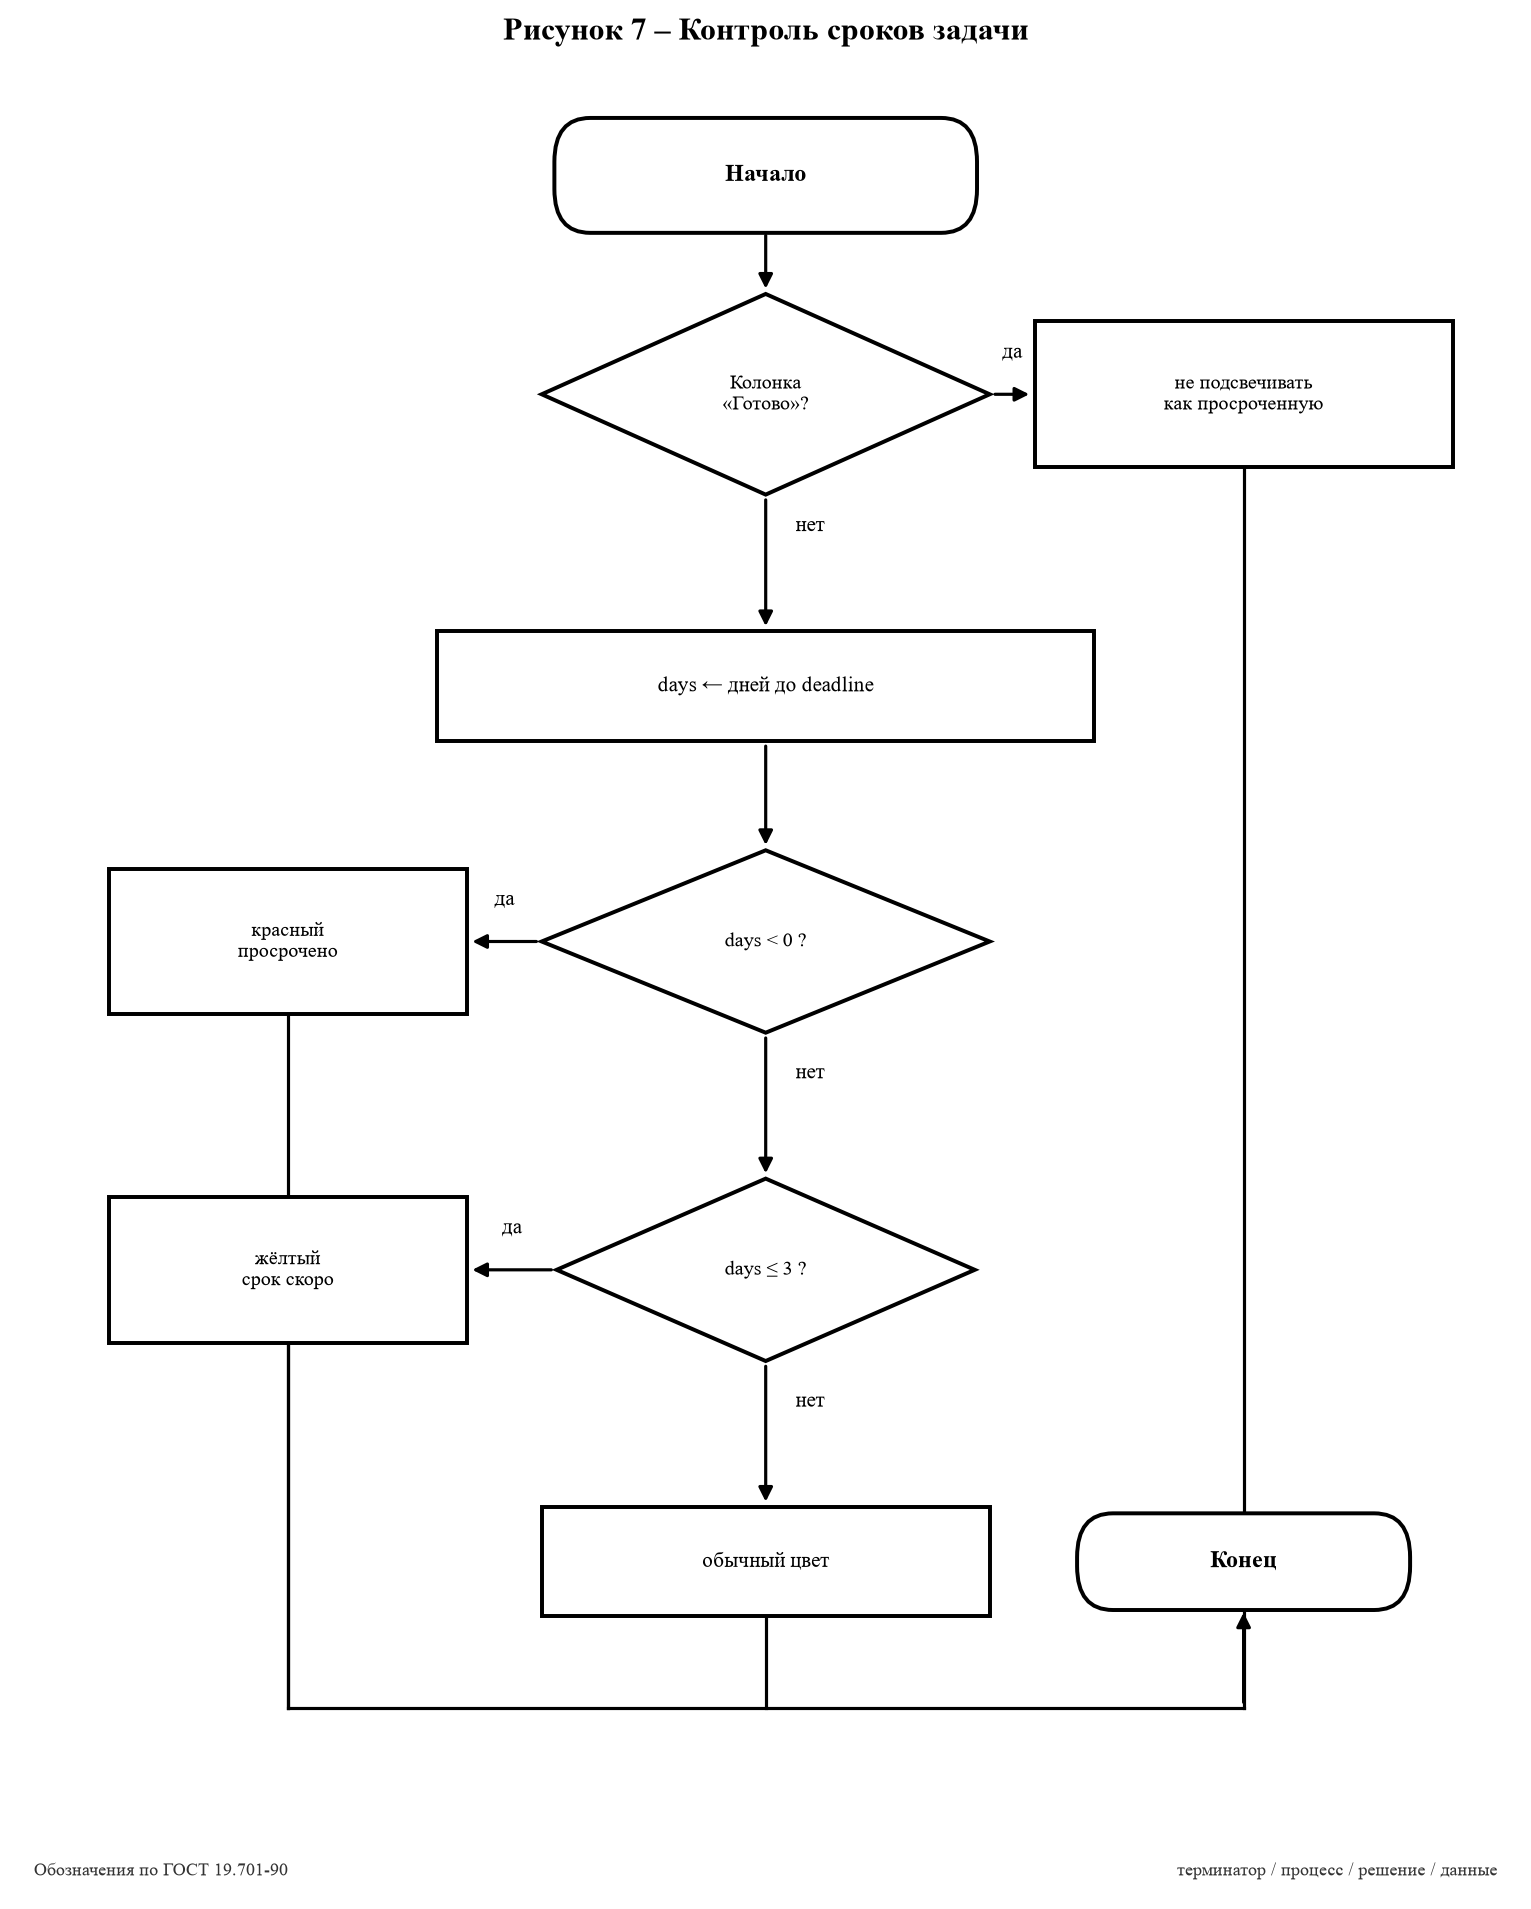 Рисунок 7 – Контроль сроков задачи
Начало
Колонка
«Готово»?
да
не подсвечивать
как просроченную
нет
days ← дней до deadline
красный
просрочено
да
days < 0 ?
нет
жёлтый
срок скоро
да
days ≤ 3 ?
нет
обычный цвет
Конец
Обозначения по ГОСТ 19.701-90
терминатор / процесс / решение / данные